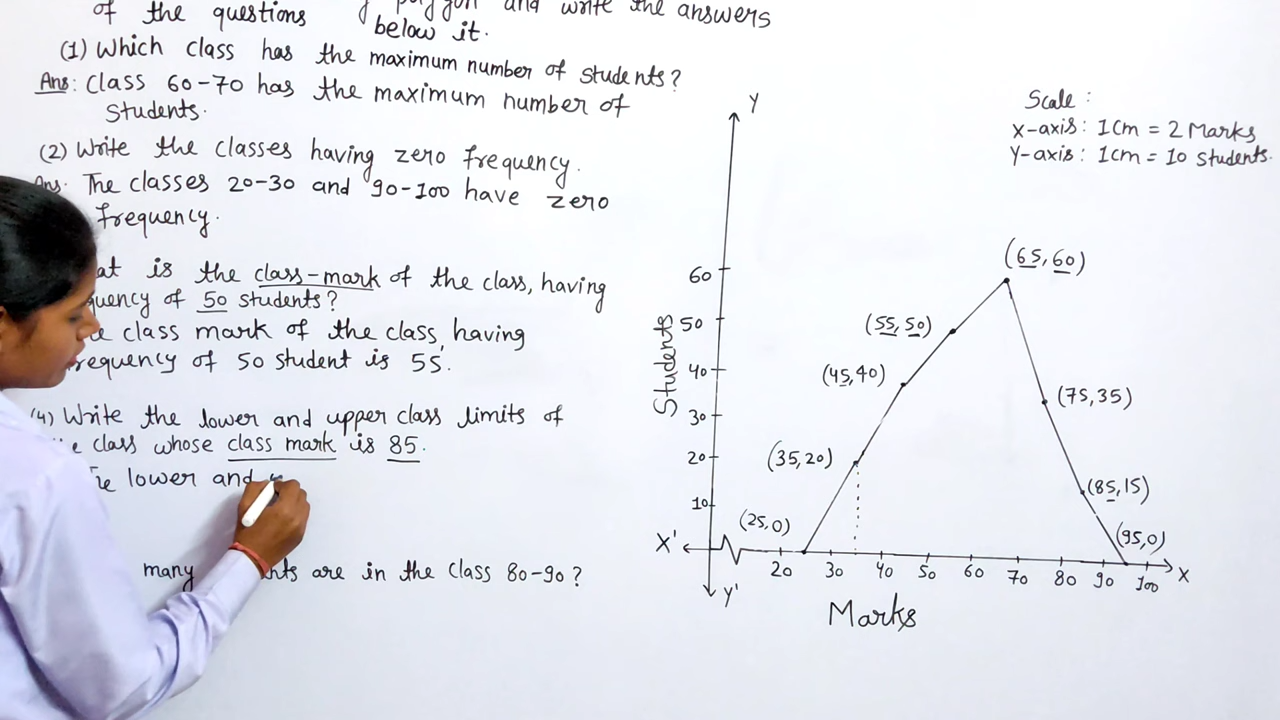 of the questions polygon and write the answers
below it.
(1) Which class has the maximum number of students?
Ans: Class 60-70 has the maximum number of
Students.
(2) Write the classes having zero frequency.
Ans: The classes 20-30 and 90-100 have zero
frequency.
is the class-mark of the class, having
of 50 students?
class mark of the class, having
of 50 student is 55.
(4) Write the lower and upper class limits of
class whose class mark is 85.
lower and
many are in the class 80-90?
Scale:
X-axis: 1cm = 2 Marks
Y-axis: 1cm = 10 students.
Y
60
50
40
30
20
10
Students
(65,60)
(55,50)
(45,40)
(75,35)
(35,20)
(85,15)
(25,0)
(95,0)
X'
20 30 40 50 60 70 80 90 100
X
Y'
Marks